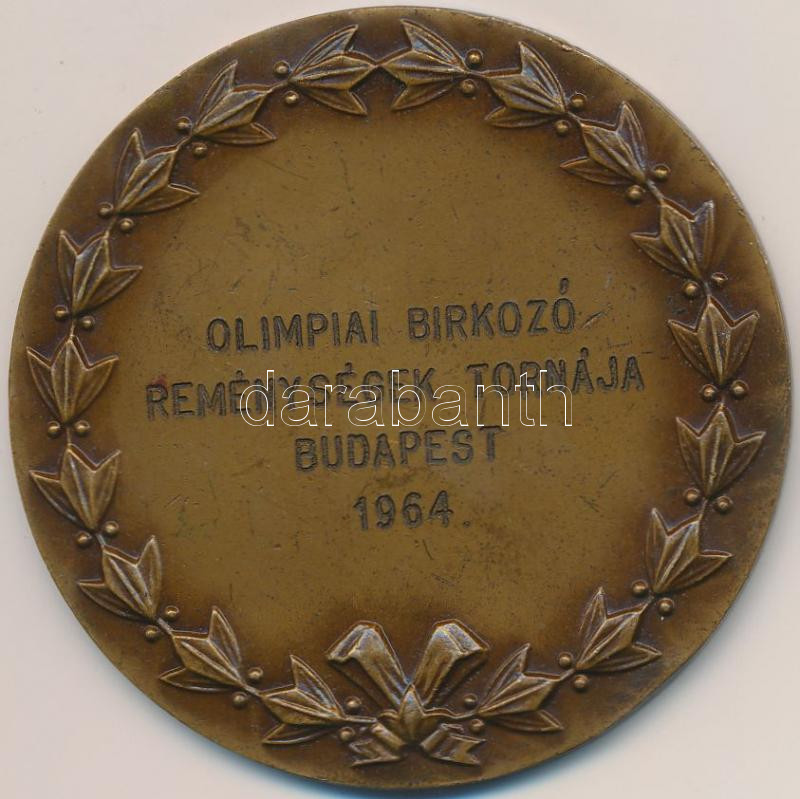 OLIMPIAI BIRKOZÓ
REMÉNYSÉGEK TORNÁJA
darabanth
BUDAPEST
1964.